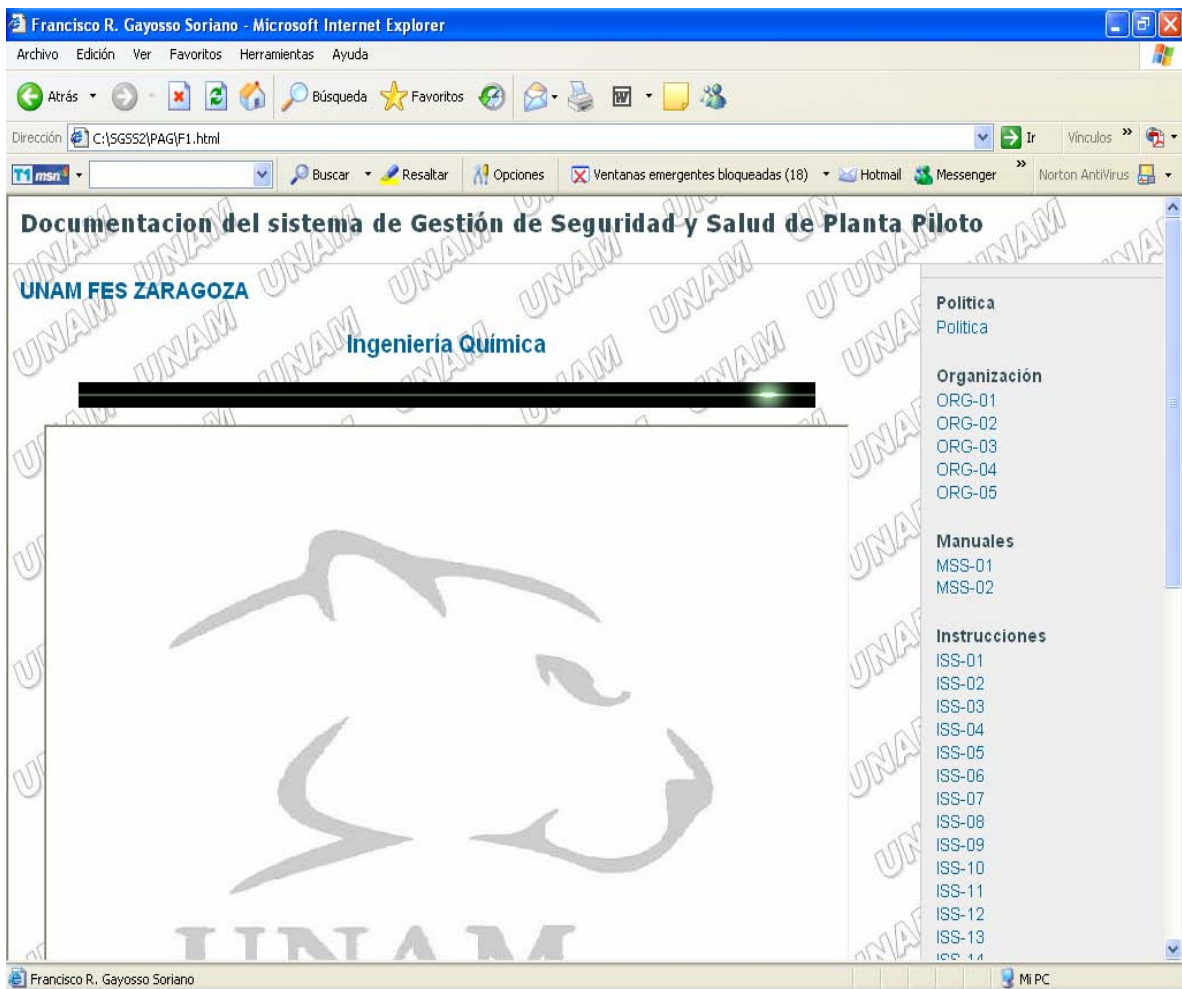 Francisco R. Gayosso Soriano - Microsoft Internet Explorer
Archivo Edición Ver Favoritos Herramientas Ayuda
Atrás Búsqueda Favoritos
Dirección C:\SGSS2\PAG\F1.html Ir Vínculos »
msn Buscar Resaltar Opciones Ventanas emergentes bloqueadas (18) Hotmail Messenger » Norton AntiVirus
Documentacion del sistema de Gestión de Seguridad y Salud de Planta Piloto
UNAM FES ZARAGOZA
Ingeniería Química
UNAM
Politica
Politica
Organización
ORG-01
ORG-02
ORG-03
ORG-04
ORG-05
Manuales
MSS-01
MSS-02
Instrucciones
ISS-01
ISS-02
ISS-03
ISS-04
ISS-05
ISS-06
ISS-07
ISS-08
ISS-09
ISS-10
ISS-11
ISS-12
ISS-13
ISS-14
Francisco R. Gayosso Soriano Mi PC